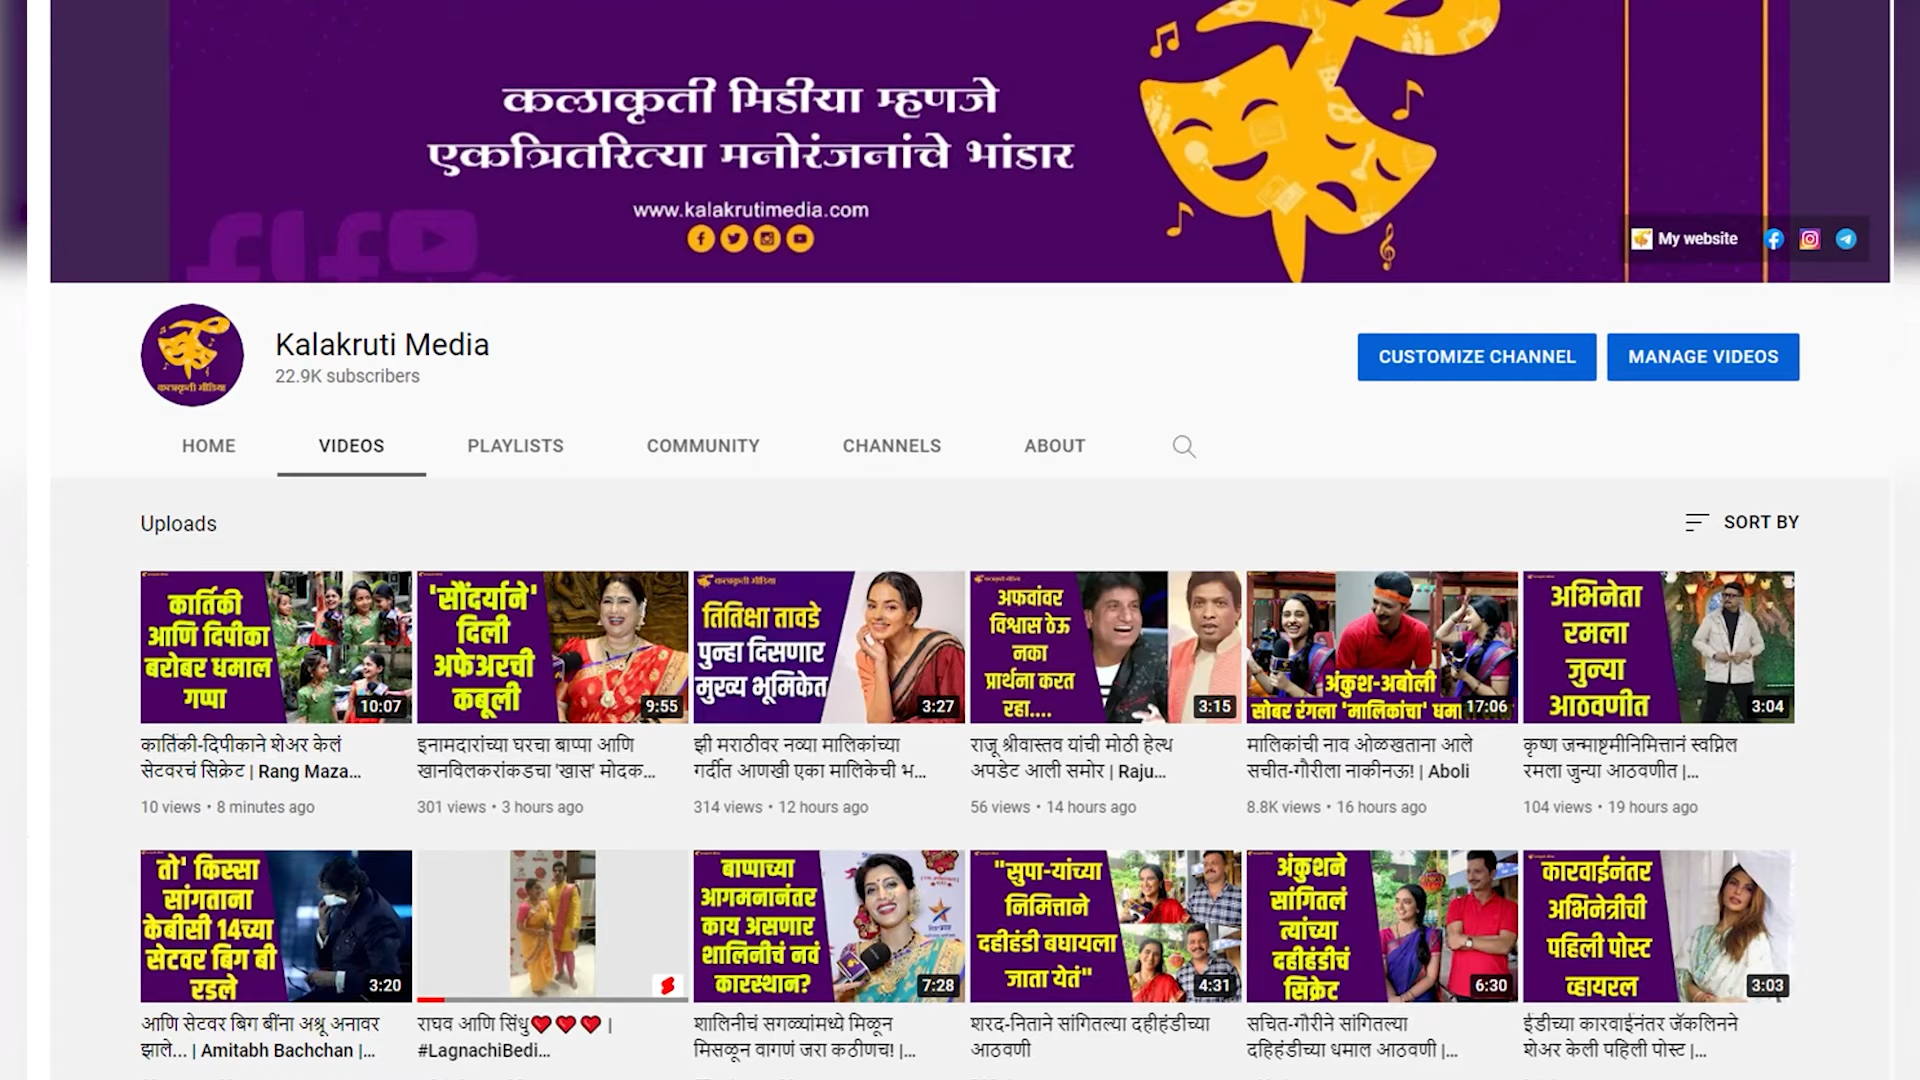 कलाकृती मिडीया म्हणजे
एकत्रितरित्या मनोरंजनांचे भांडार
www.kalakrutimedia.com
My website
कलाकृती मीडिया
Kalakruti Media
22.9K subscribers
CUSTOMIZE CHANNEL
MANAGE VIDEOS
HOME
VIDEOS
PLAYLISTS
COMMUNITY
CHANNELS
ABOUT
Uploads
SORT BY
कार्तिकी
आणि दिपीका
बरोबर धमाल
गप्पा
10:07
कार्तिकी-दिपीकाने शेअर केलं
सेटवरचं सिक्रेट | Rang Maza...
10 views • 8 minutes ago
'सौंदर्याने'
दिली
अफेअरची
कबूली
9:55
इनामदारांच्या घरचा बाप्पा आणि
खानविलकरांकडचा 'खास' मोदक...
301 views • 3 hours ago
कलाकृती मीडिया
तितिक्षा तावडे
पुन्हा दिसणार
मुख्य भूमिकेत
3:27
झी मराठीवर नव्या मालिकांच्या
गर्दीत आणखी एका मालिकेची भ...
314 views • 12 hours ago
अफवांवर
विश्वास ठेऊ
नका
प्रार्थना करत
रहा....
3:15
राजू श्रीवास्तव यांची मोठी हेल्थ
अपडेट आली समोर | Raju...
56 views • 14 hours ago
अंकुश-अबोली
सोबर रंगला 'मालिकांचा'
17:06
मालिकांची नाव ओळखताना आले
सचीत-गौरीला नाकीनऊ! | Aboli
8.8K views • 16 hours ago
अभिनेता
रमला
जुन्या
आठवणीत
3:04
कृष्ण जन्माष्टमीनिमित्तानं स्वप्निल
रमला जुन्या आठवणीत |...
104 views • 19 hours ago
तो' किस्सा
सांगताना
केबीसी 14च्या
सेटवर बिग बी
रडले
3:20
आणि सेटवर बिग बींना अश्रू अनावर
झाले... | Amitabh Bachchan |...
राघव आणि सिंधु❤❤❤ |
#LagnachiBedi...
बाप्पाच्या
आगमनानंतर
काय असणार
शालिनीचं नवं
कारस्थान?
7:28
शालिनीचं सगळ्यांमध्ये मिळून
मिसळून वागणं जरा कठीणच! |...
"सुपा-यांच्या
निमित्ताने
दहीहंडी बघायला
जाता येतं"
4:31
शरद-निताने सांगितल्या दहीहंडीच्या
आठवणी
अंकुशने
सांगितलं
त्यांच्या
दहीहंडीचं
सिक्रेट
6:30
सचित-गौरीने सांगितल्या
दहिहंडीच्या धमाल आठवणी |...
कारवाईनंतर
अभिनेत्रीची
पहिली पोस्ट
व्हायरल
3:03
ईडीच्या कारवाईनंतर जॅकलिनने
शेअर केली पहिली पोस्ट |...